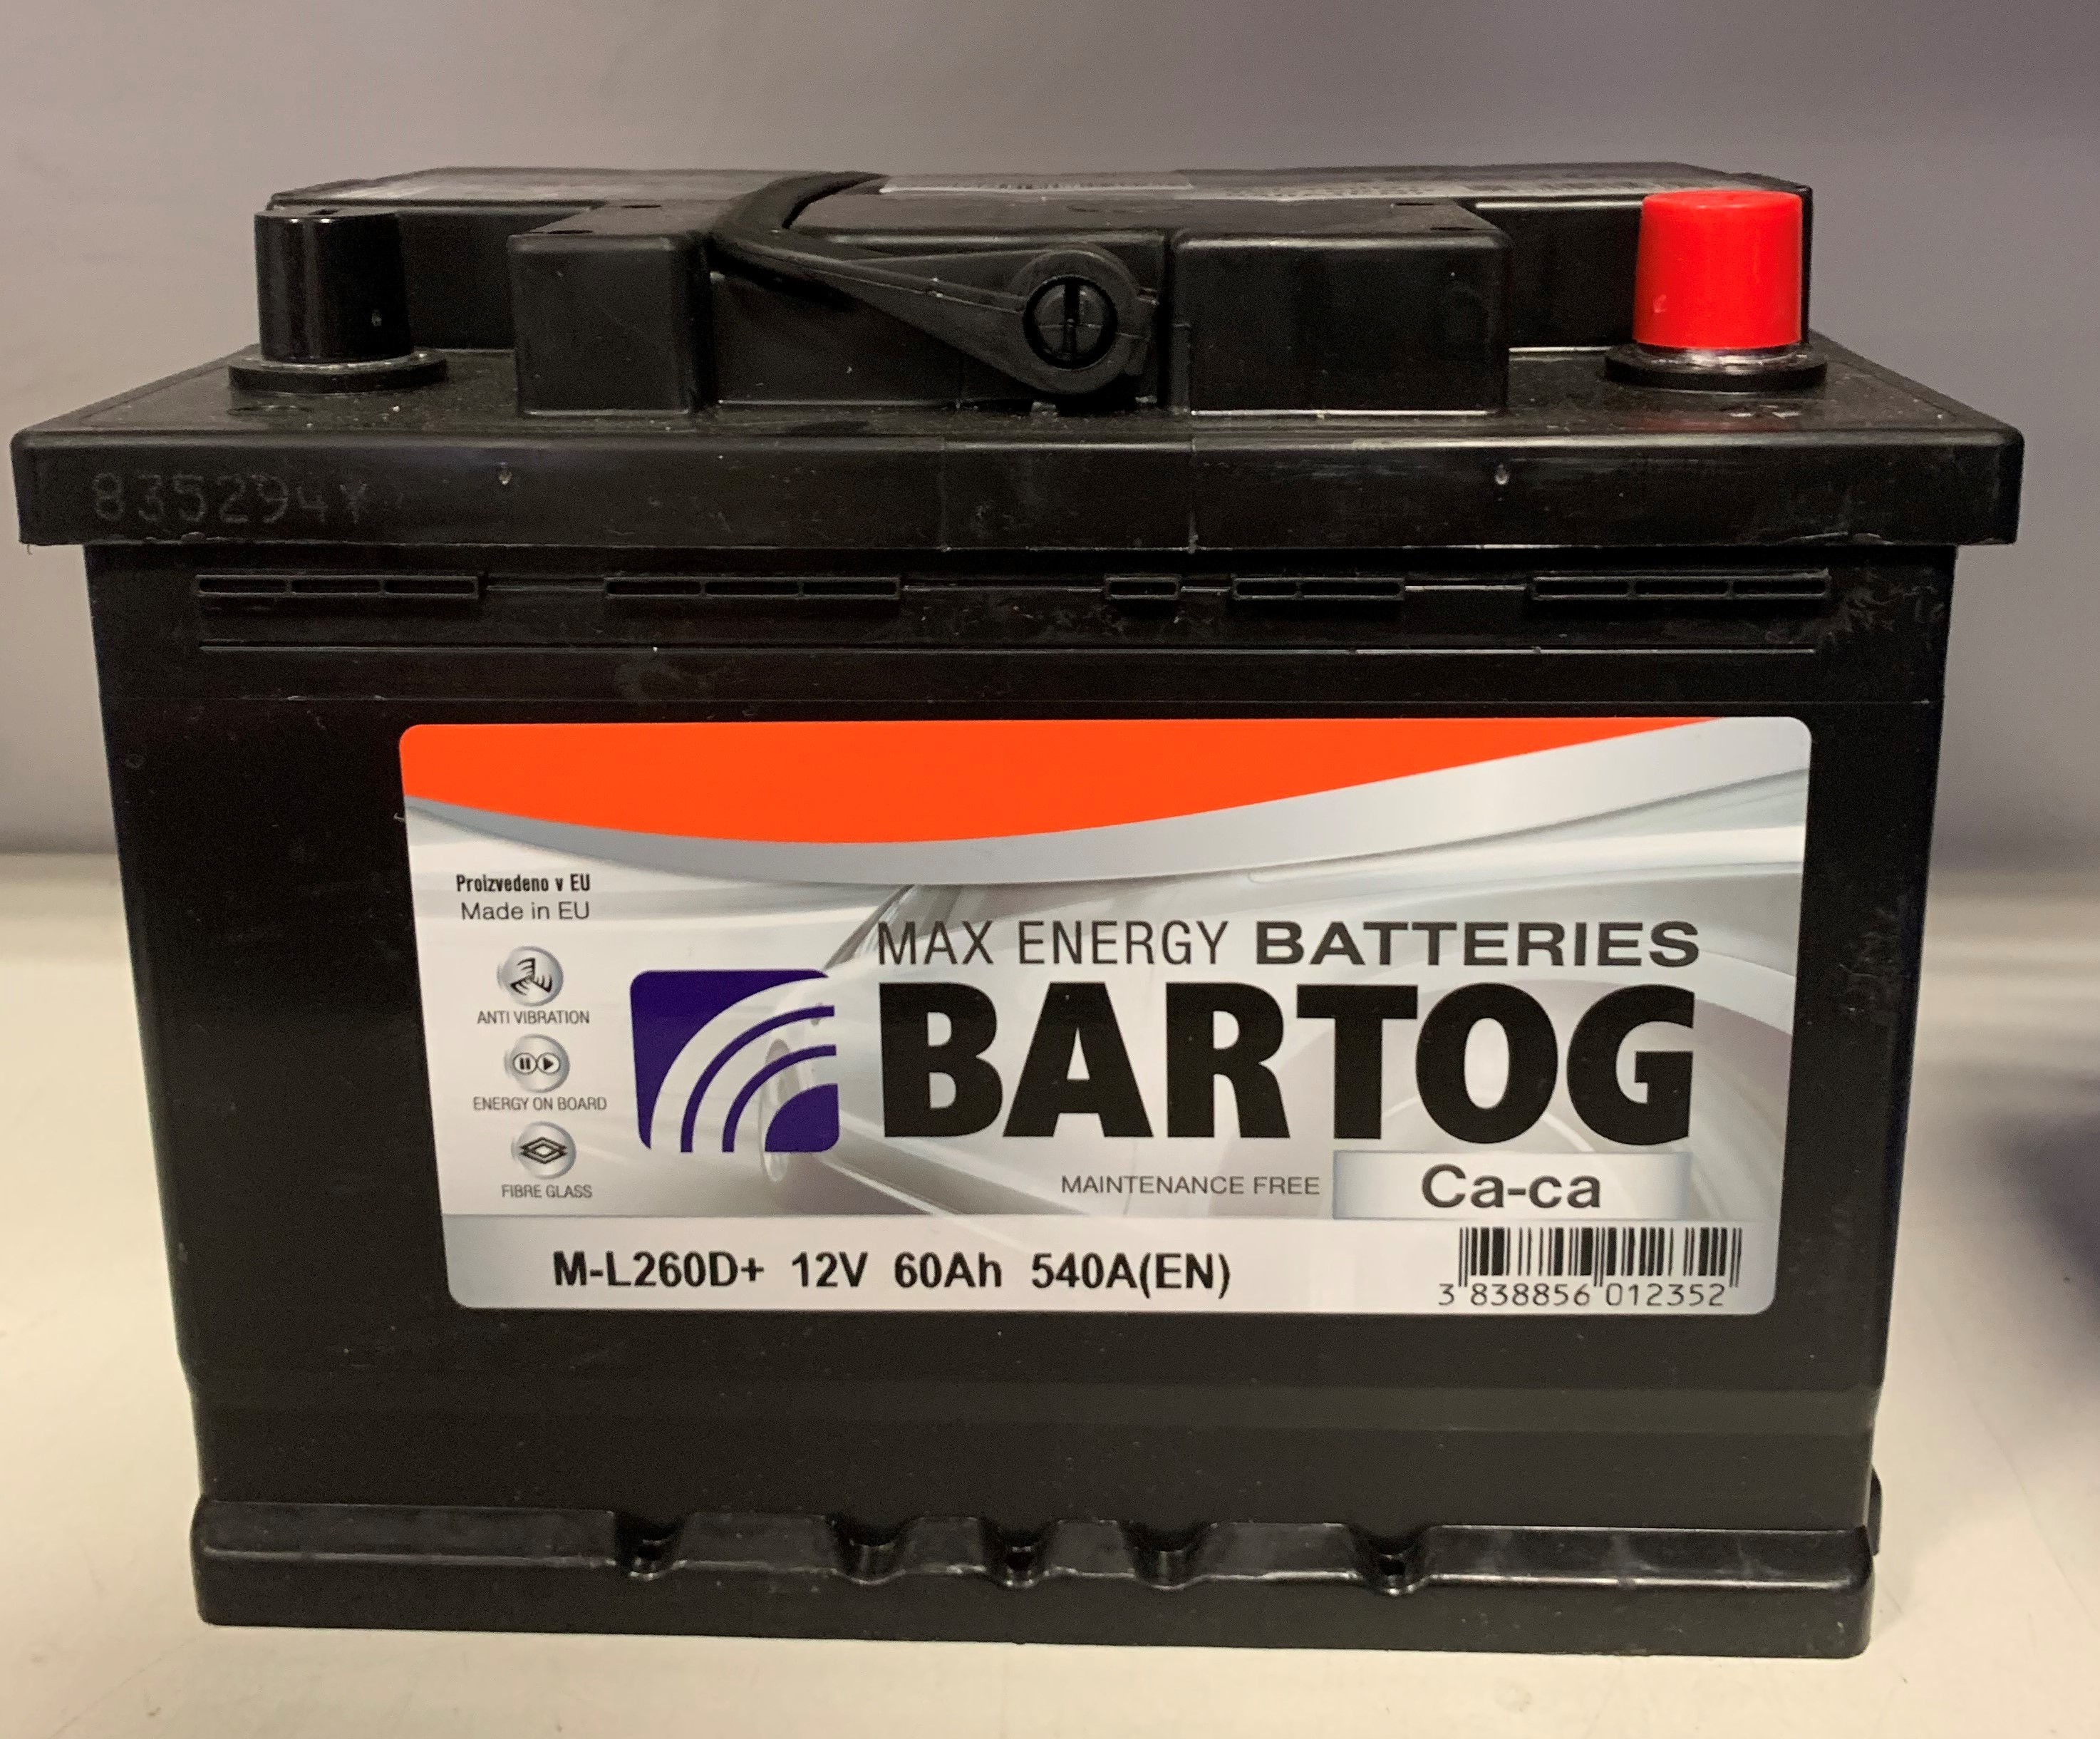 835294Y
Proizvedeno v EU
Made in EU
ANTI VIBRATION
ENERGY ON BOARD
FIBRE GLASS
MAX ENERGY BATTERIES
BARTOG
MAINTENANCE FREE
Ca-ca
M-L260D+ 12V 60Ah 540A(EN)
3 838856 012352